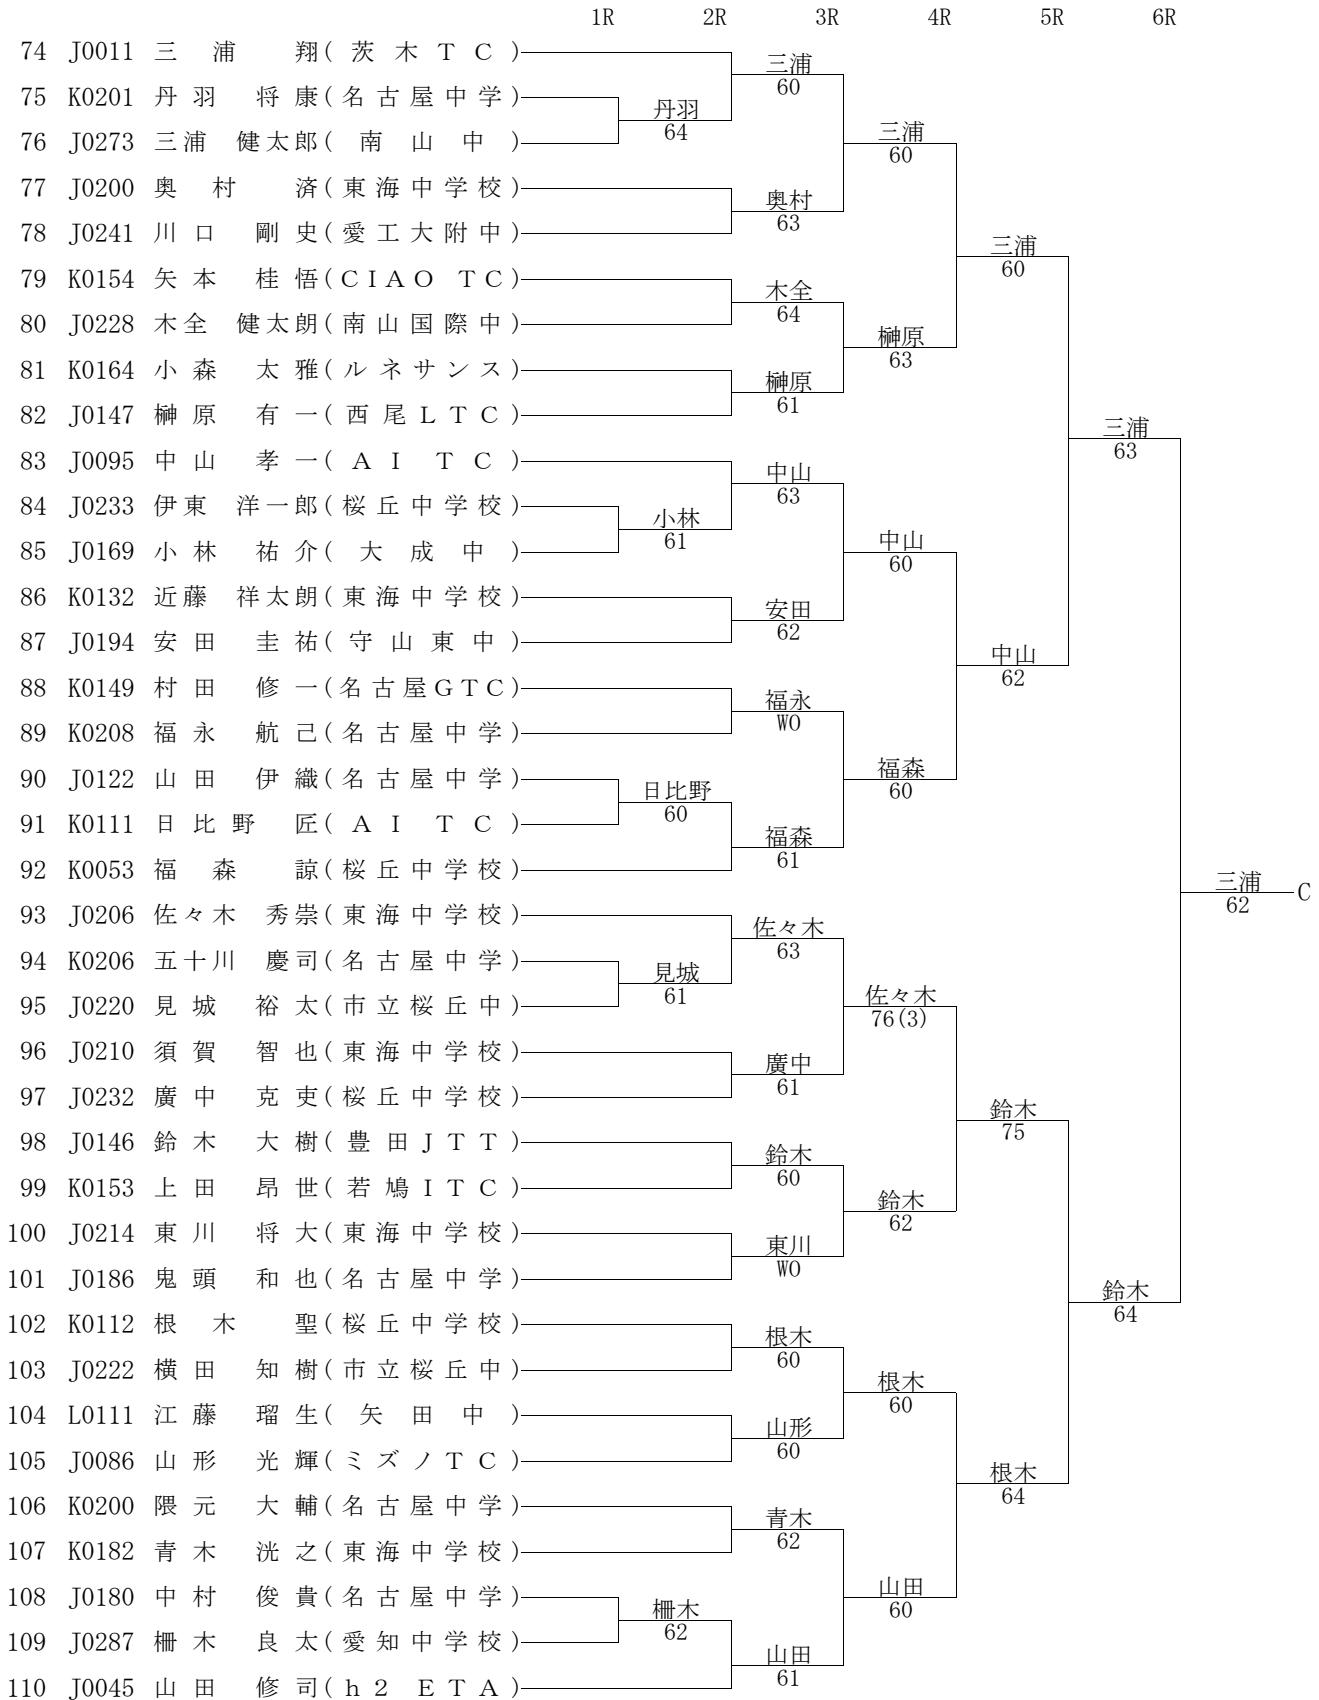 1R 2R 3R 4R 5R 6R
74 J0011 三浦 翔(茨木TC)
三浦
60
75 K0201 丹羽 将康(名古屋中学)
丹羽
64
76 J0273 三浦 健太郎(南山中)
三浦
60
77 J0200 奥村 済(東海中学校)
奥村
63
78 J0241 川口 剛史(愛工大附中)
三浦
60
79 K0154 矢本 桂悟(CIAO TC)
木全
64
80 J0228 木全 健太朗(南山国際中)
榊原
63
81 K0164 小森 太雅(ルネサンス)
榊原
61
82 J0147 榊原 有一(西尾LTC)
三浦
63
83 J0095 中山 孝一(AI TC)
中山
63
84 J0233 伊東 洋一郎(桜丘中学校)
小林
61
85 J0169 小林 祐介(大成中)
中山
60
86 K0132 近藤 祥太朗(東海中学校)
安田
62
87 J0194 安田 圭祐(守山東中)
中山
62
88 K0149 村田 修一(名古屋GTC)
福永
WO
89 K0208 福永 航己(名古屋中学)
90 J0122 山田 伊織(名古屋中学)
福森
60
日比野
60
91 K0111 日比野 匠(AI TC)
福森
61
92 K0053 福森 諒(桜丘中学校)
三浦
62
C
93 J0206 佐々木 秀崇(東海中学校)
佐々木
63
94 K0206 五十川 慶司(名古屋中学)
見城
61
95 J0220 見城 裕太(市立桜丘中)
佐々木
76(3)
96 J0210 須賀 智也(東海中学校)
廣中
61
97 J0232 廣中 克吏(桜丘中学校)
鈴木
75
98 J0146 鈴木 大樹(豊田JTT)
鈴木
60
99 K0153 上田 昂世(若鳩ITC)
鈴木
62
100 J0214 東川 将大(東海中学校)
東川
WO
101 J0186 鬼頭 和也(名古屋中学)
鈴木
64
102 K0112 根木 聖(桜丘中学校)
根木
60
103 J0222 横田 知樹(市立桜丘中)
根木
60
104 L0111 江藤 瑠生(矢田中)
山形
60
105 J0086 山形 光輝(ミズノTC)
根木
64
106 K0200 隈元 大輔(名古屋中学)
青木
62
107 K0182 青木 洸之(東海中学校)
山田
60
108 J0180 中村 俊貴(名古屋中学)
柵木
62
109 J0287 柵木 良太(愛知中学校)
山田
61
110 J0045 山田 修司(h2 ETA)